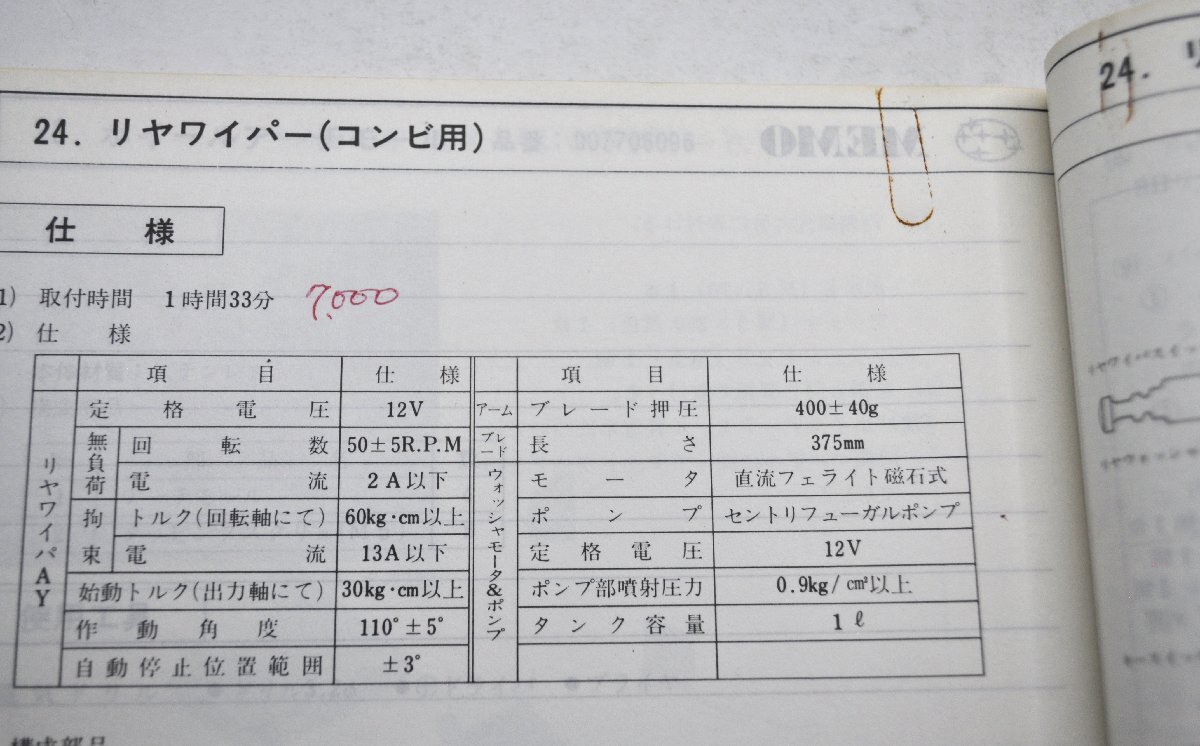 24. リヤワイパー(コンビ用)
24. リ
仕 様
1) 取付時間 1時間33分 7,000
2) 仕 様
項 目 仕 様 項 目 仕 様
リヤワイパAY 定格電圧 12V アーム ブレード押圧 400±40g
無負荷 回転数 50±5R.P.M ブレード 長さ 375mm
電流 2A以下 ウォッシャモータ&ポンプ モータ 直流フェライト磁石式
拘束 トルク(回転軸にて) 60kg·cm以上 ポンプ セントリフューガルポンプ
電流 13A以下 定格電圧 12V
始動トルク(出力軸にて) 30kg·cm以上 ポンプ部噴射圧力 0.9kg/cm²以上
作動角度 110°±5° タンク容量 1ℓ
自動停止位置範囲 ±3°
構成部品